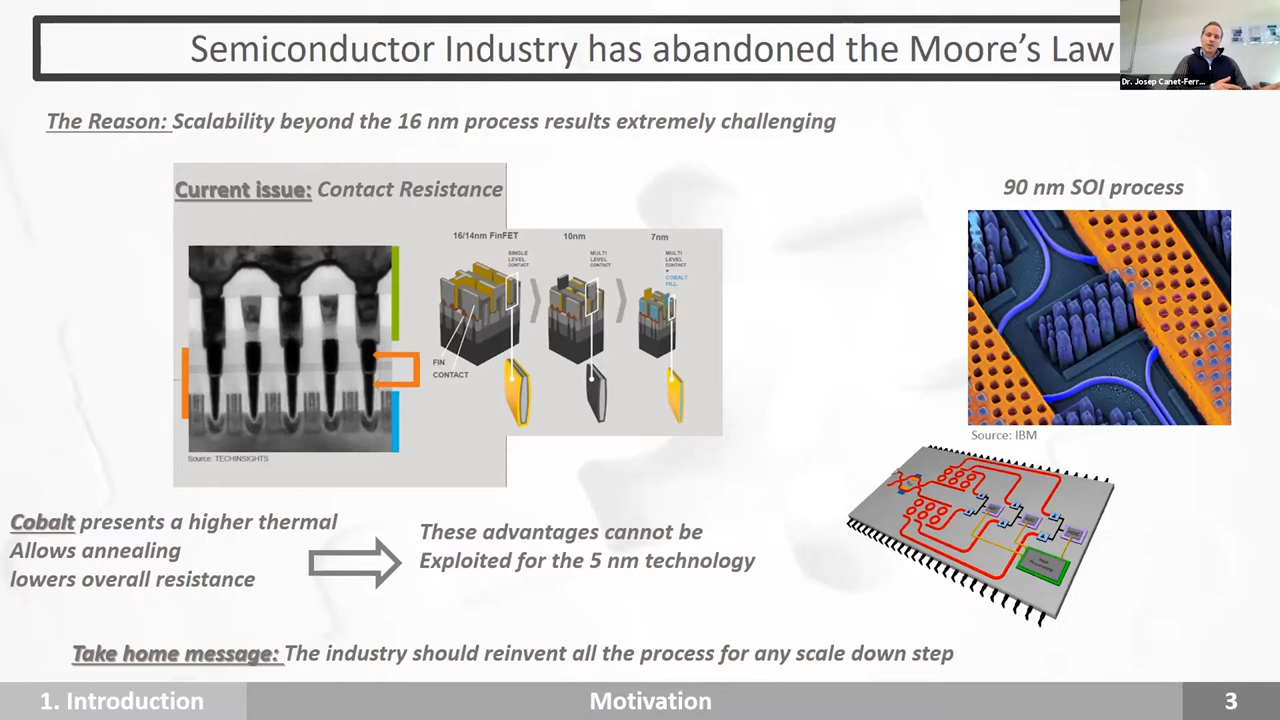 Semiconductor Industry has abandoned the Moore's Law
Dr. Josep Canet-Ferr...
The Reason: Scalability beyond the 16 nm process results extremely challenging
Current issue: Contact Resistance
16/14nm FinFET
10nm
7nm
SINGLE
LEVEL
CONTACT
MULTI
LEVEL
CONTACT
MULTI
LEVEL
CONTACT
+
COBALT
FILL
FIN
CONTACT
Source: TECHINSIGHTS
90 nm SOI process
Source: IBM
Cobalt presents a higher thermal
Allows annealing
lowers overall resistance
These advantages cannot be
Exploited for the 5 nm technology
Take home message: The industry should reinvent all the process for any scale down step
1. Introduction
Motivation
3